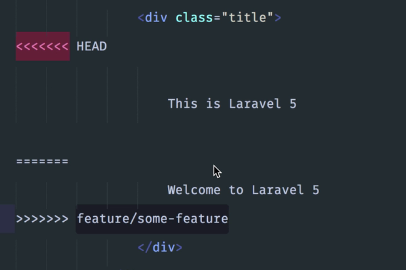 <div class="title">
<<<<<<< HEAD
This is Laravel 5
=======
Welcome to Laravel 5
>>>>>>> feature/some-feature
</div>